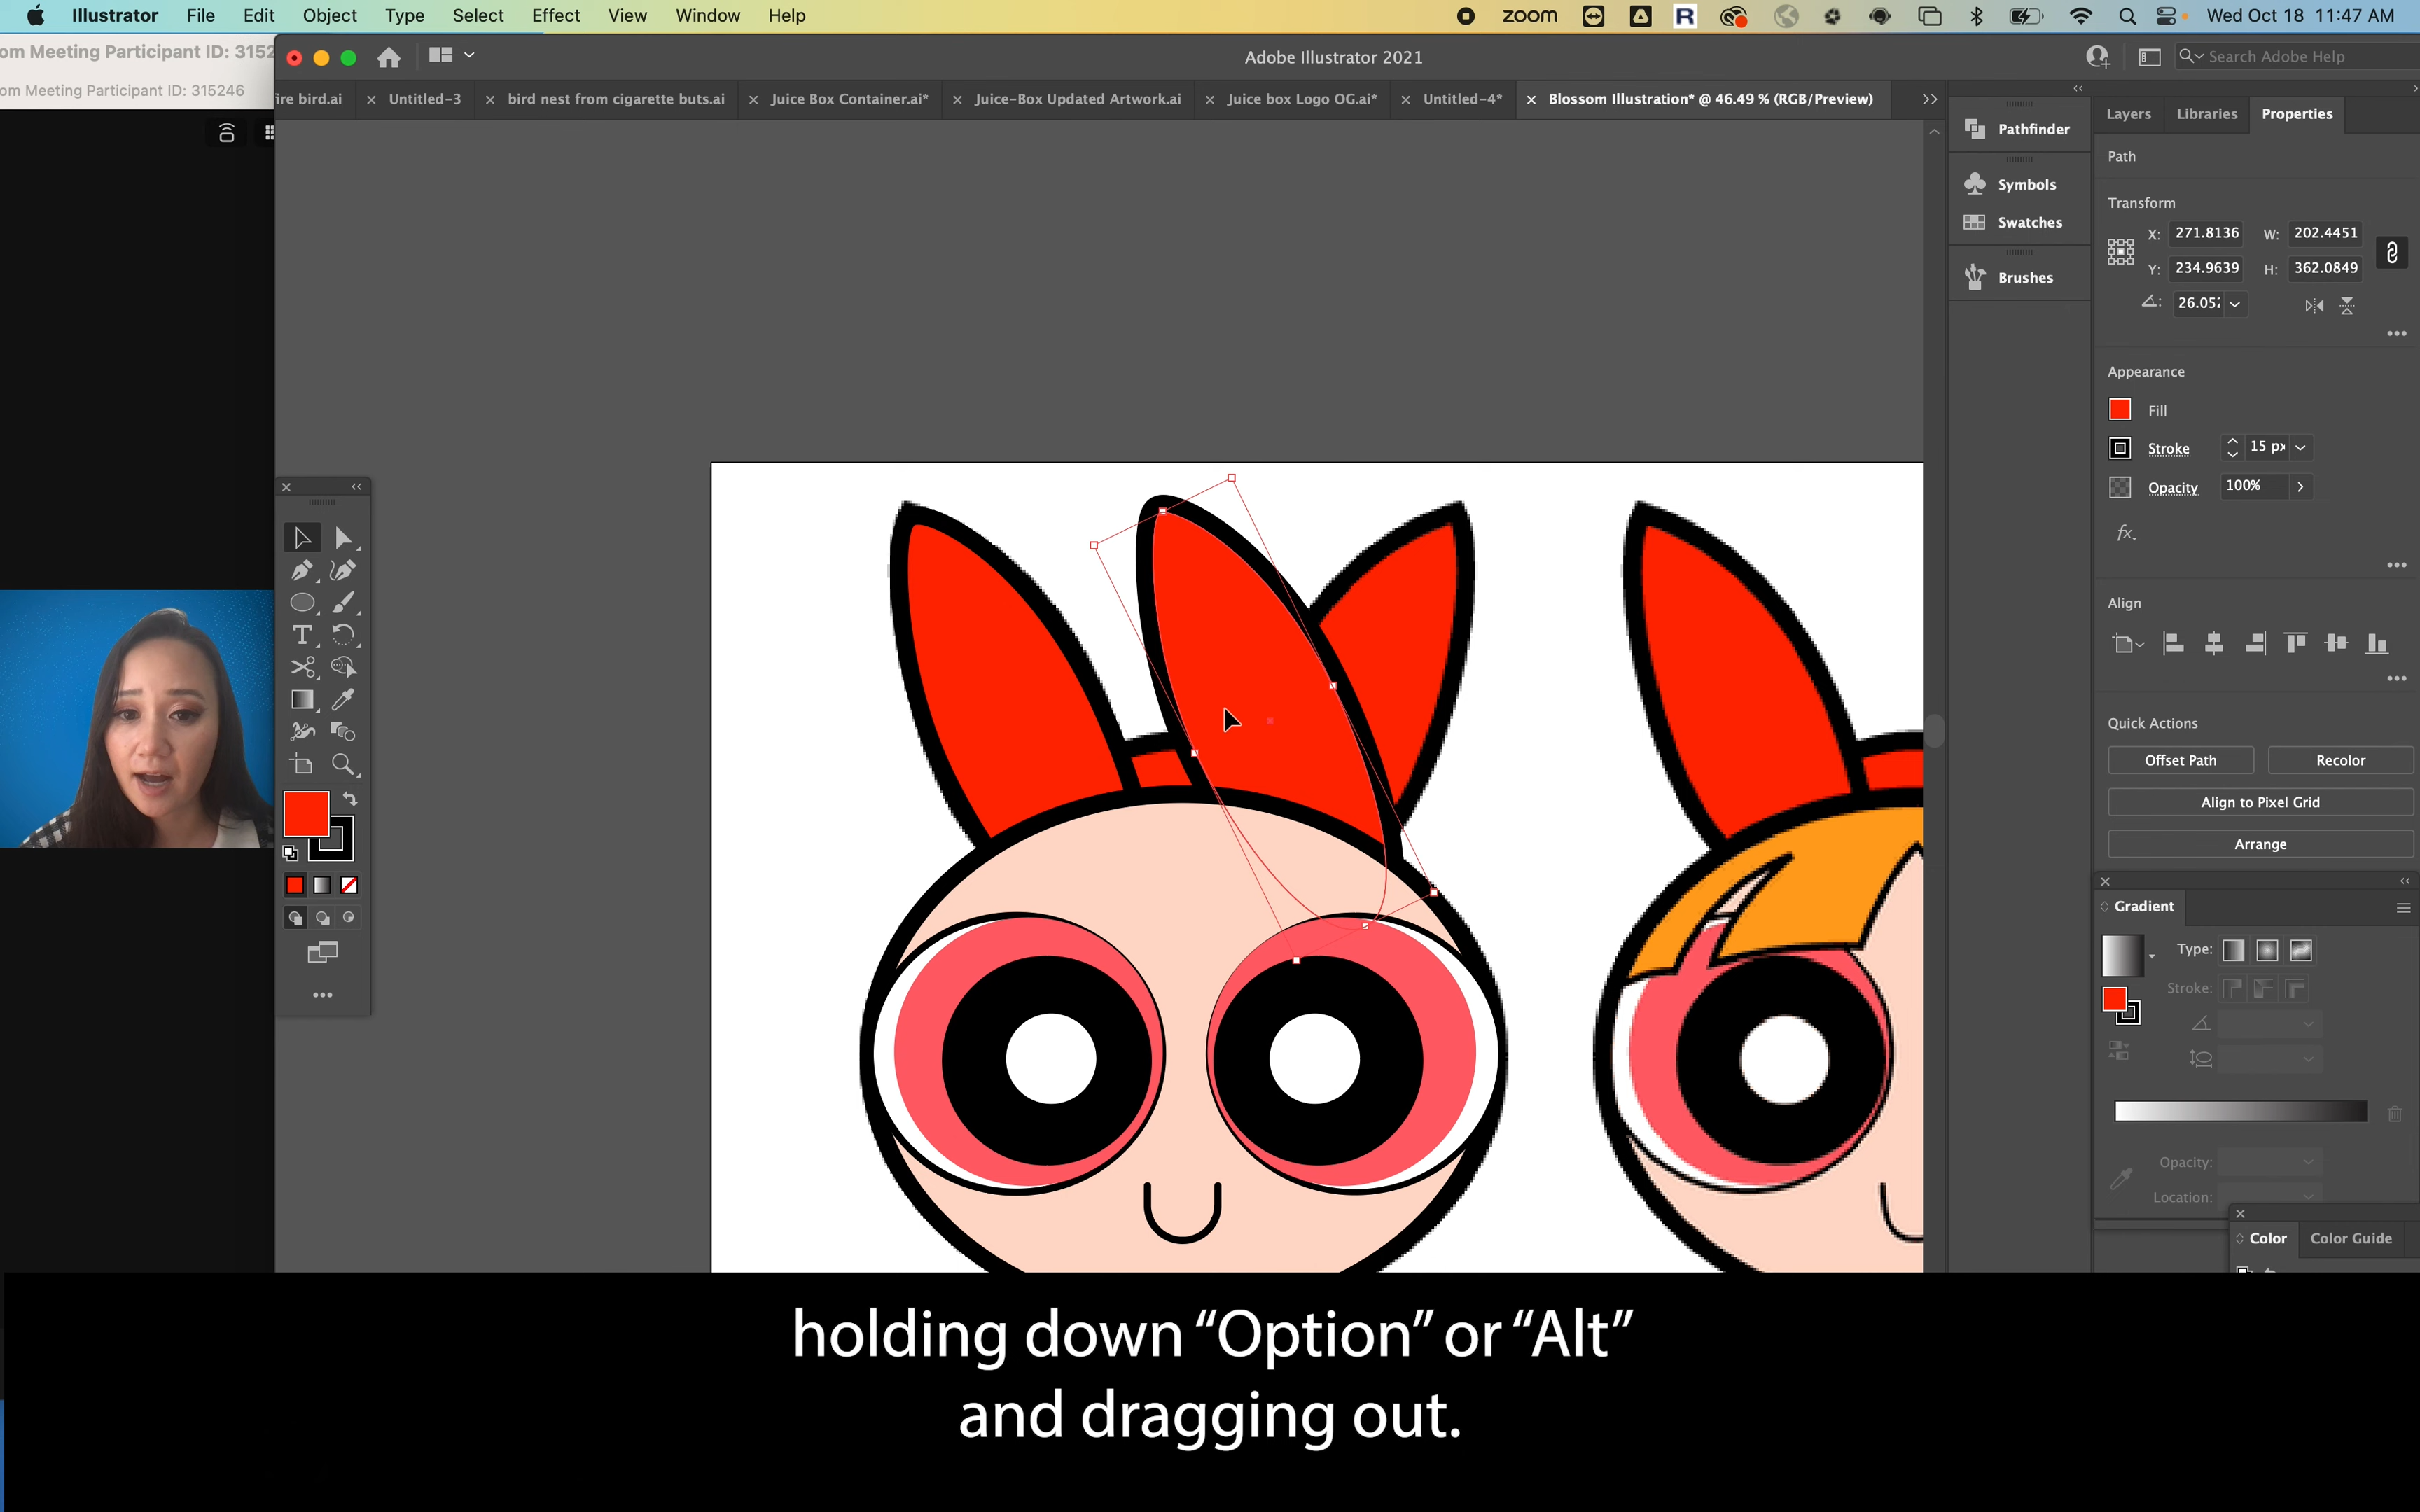 Illustrator File Edit Object Type Select Effect View Window Help zoom R Wed Oct 18 11:47 AM
om Meeting Participant ID: 3152
Adobe Illustrator 2021
Search Adobe Help
om Meeting Participant ID: 315246
ire bird.ai Untitled-3 bird nest from cigarette buts.ai Juice Box Container.ai* Juice-Box Updated Artwork.ai Juice box Logo OG.ai* Untitled-4* Blossom Illustration* @ 46.49 % (RGB/Preview)
Pathfinder
Symbols
Swatches
Brushes
Layers Libraries Properties
Path
Transform
X: 271.8136 W: 202.4451
Y: 234.9639 H: 362.0849
26.05
Appearance
Fill
Stroke 15 px
Opacity 100%
fx.
Align
Quick Actions
Offset Path Recolor
Align to Pixel Grid
Arrange
Gradient
Type:
Stroke:
Opacity:
Location:
Color Color Guide
T
holding down “Option” or “Alt”
and dragging out.